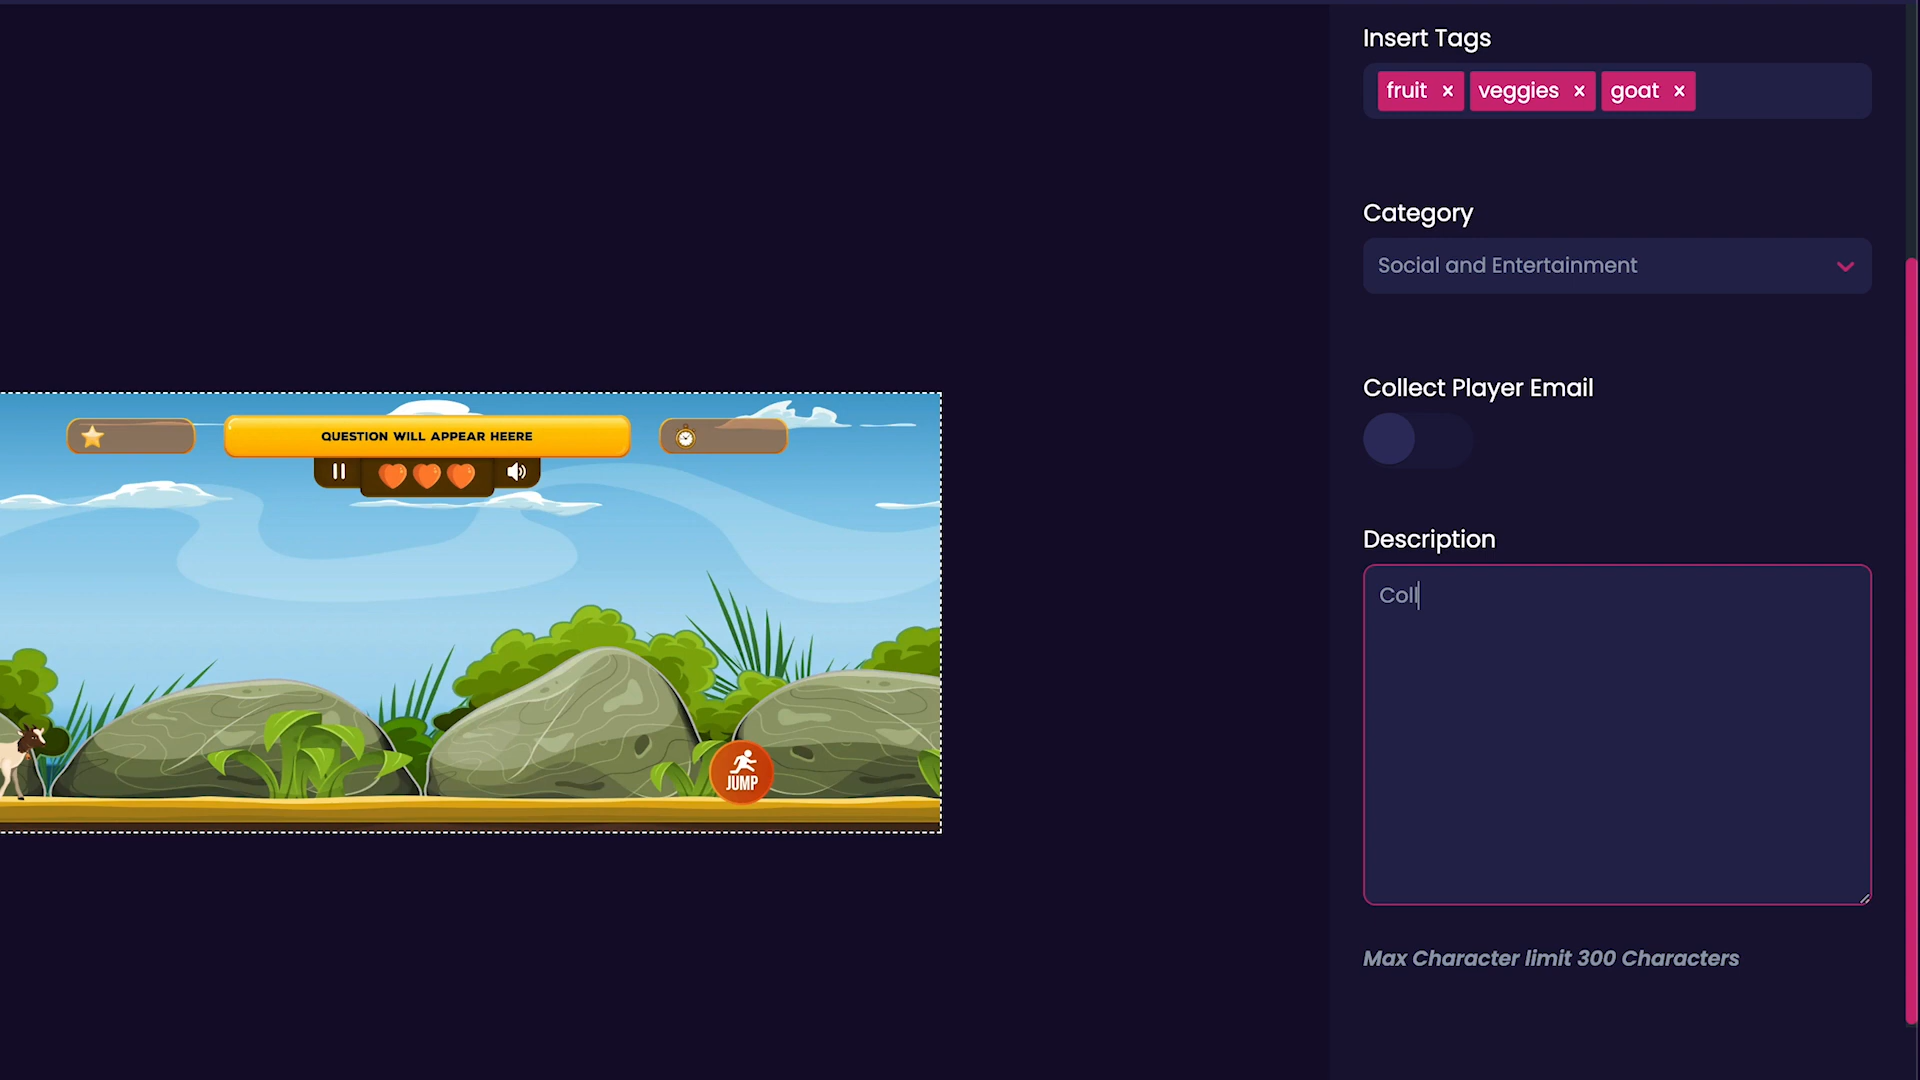 Insert Tags
fruit × veggies × goat ×
Category
Social and Entertainment
Collect Player Email
QUESTION WILL APPEAR HEERE
Description
Coll
JUMP
Max Character limit 300 Characters